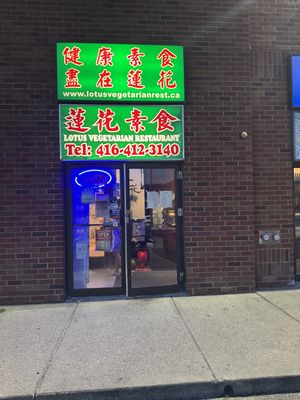 健康素食
盡在蓮花
www.lotusvegetarianrest.ca
蓮花素食
LOTUS VEGETARIAN RESTAURANT
Tel: 416-412-3140
OPEN